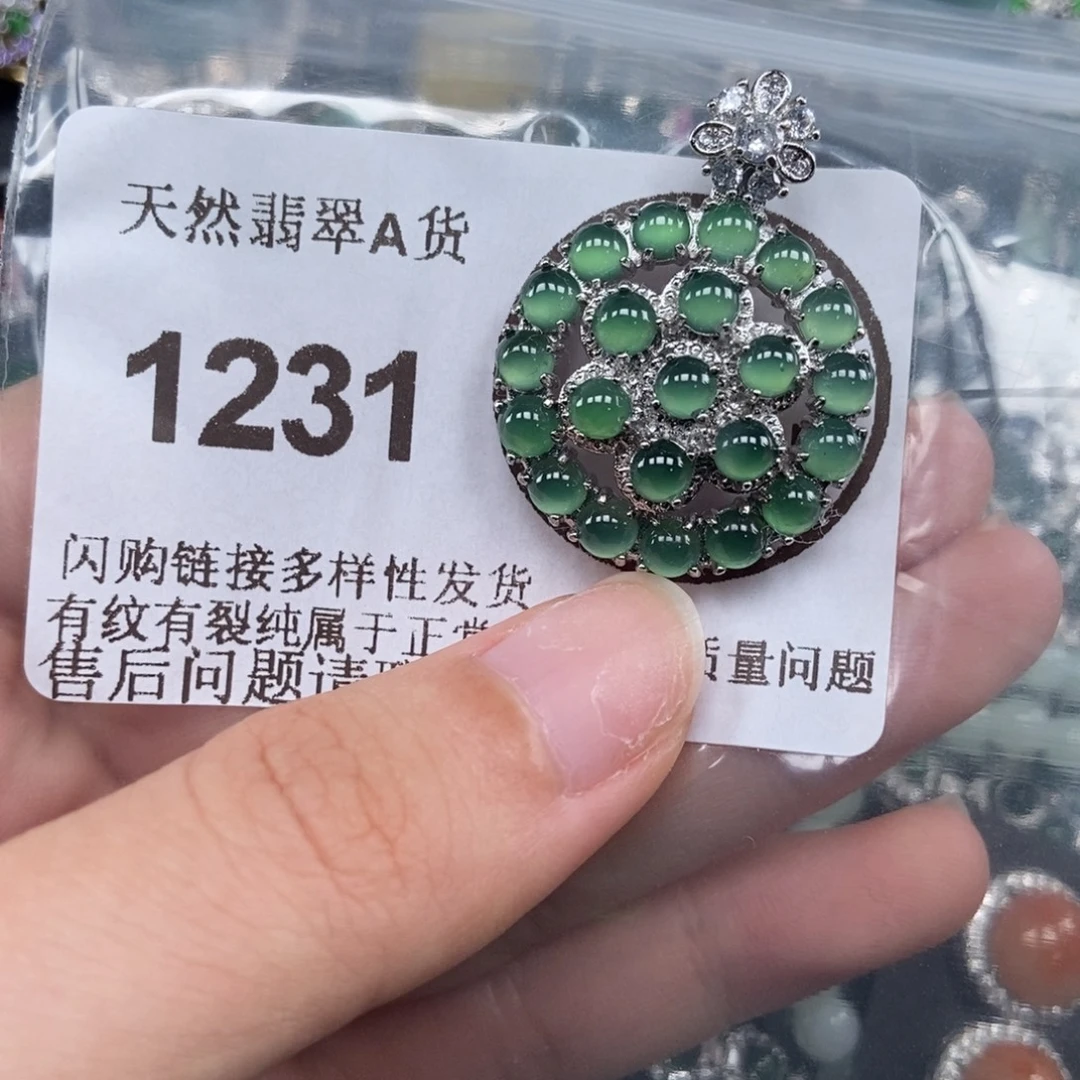 天然翡翠A货
1231
闪购链接多样性发货
有纹有裂纯属于正常 质量问题
售后问题请